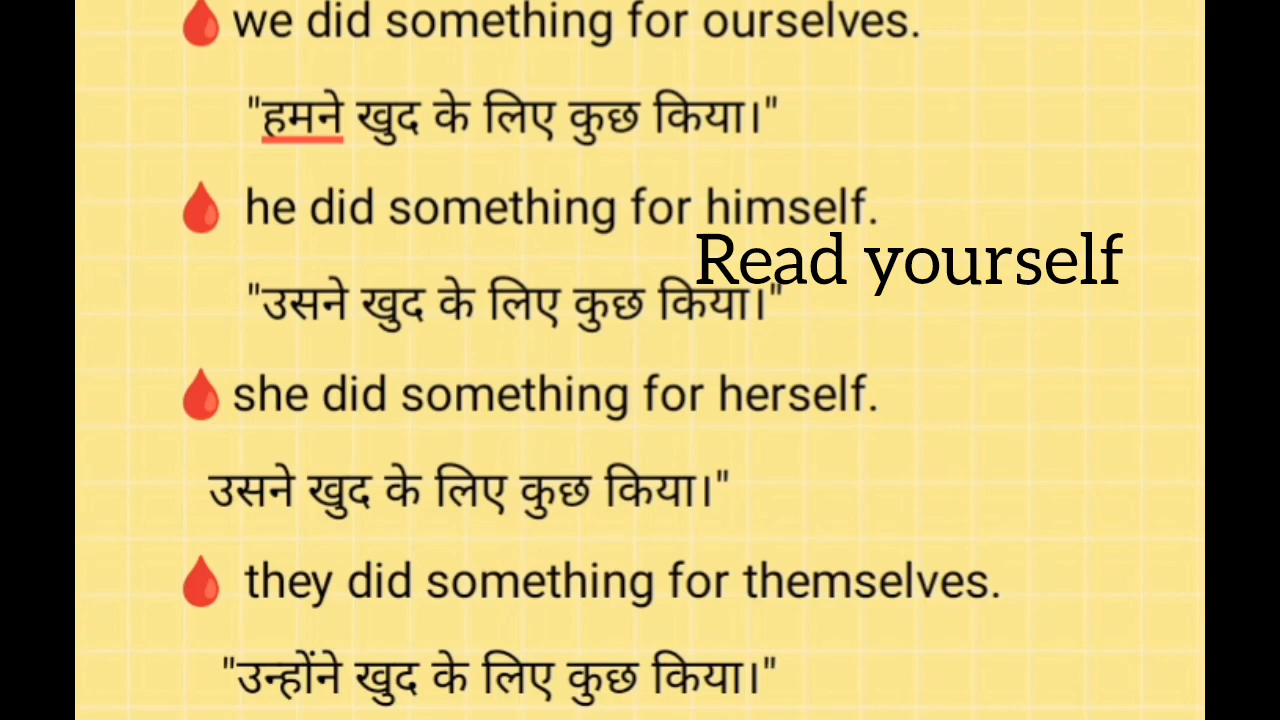 we did something for ourselves.
"हमने खुद के लिए कुछ किया।"
he did something for himself.
Read yourself
"उसने खुद के लिए कुछ किया।"
she did something for herself.
उसने खुद के लिए कुछ किया।"
they did something for themselves.
"उन्होंने खुद के लिए कुछ किया।"